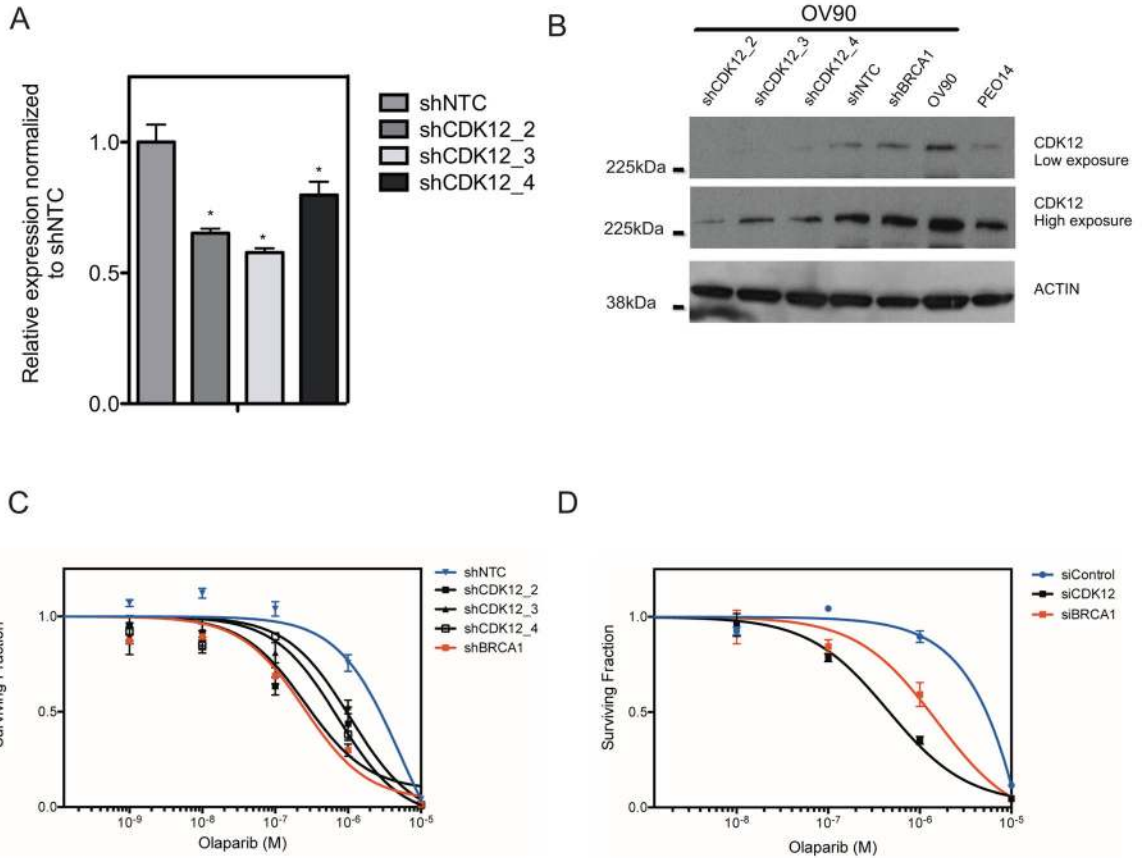 A
Relative expression normalized
to shNTC
1.0
0.5
0.0
shNTC
shCDK12_2
shCDK12_3
shCDK12_4
*
*
*
B
OV90
shCDK12_2
shCDK12_3
shCDK12_4
shNTC
shBRCA1
OV90
PEO14
225kDa
CDK12
Low exposure
225kDa
CDK12
High exposure
38kDa
ACTIN
C
Fraction
1.0
0.5
0.0
10-9
10-8
10-7
10-6
10-5
Olaparib (M)
shNTC
shCDK12_2
shCDK12_3
shCDK12_4
shBRCA1
D
Surviving Fraction
1.0
0.5
0.0
10-8
10-7
10-6
10-5
Olaparib (M)
siControl
siCDK12
siBRCA1